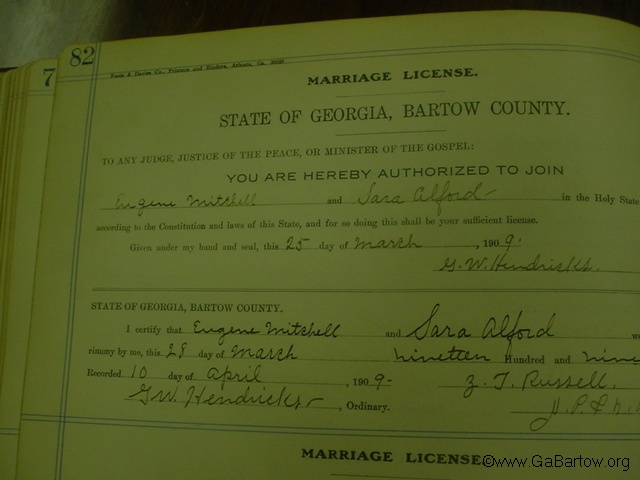 7
82
Foote & Davies Co., Printers and Binders, Atlanta, Ga.
MARRIAGE LICENSE.
STATE OF GEORGIA, BARTOW COUNTY.
TO ANY JUDGE, JUSTICE OF THE PEACE, OR MINISTER OF THE GOSPEL:
YOU ARE HEREBY AUTHORIZED TO JOIN
Eugene Mitchell and Sara Alford in the Holy State
according to the Constitution and laws of this State, and for so doing this shall be your sufficient license.
Given under my hand and seal, this 25 day of March, 1909.
G. W. Hendricks.
STATE OF GEORGIA, BARTOW COUNTY.
I certify that Eugene Mitchell and Sara Alford we
rimony by me, this 28 day of March ninetten Hundred and nine
Recorded 10 day of April, 1909- Z. T. Russell.
G. W. Hendricks, Ordinary. J. P.
MARRIAGE LICENSE.
©www.GaBartow.org